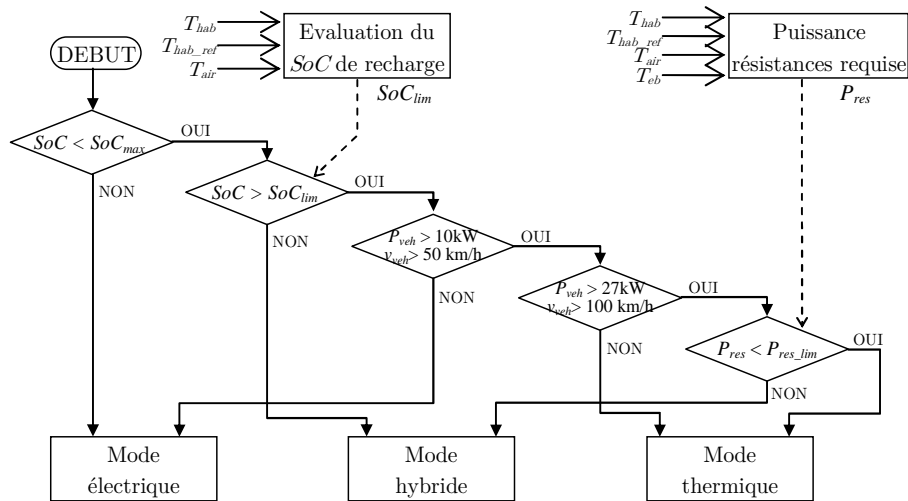 DEBUT
T_hab
T_hab_ref
T_air
Evaluation du
SoC de recharge
SoC_lim
T_hab
T_hab_ref
T_air
T_eb
Puissance
résistances requise
P_res
SoC < SoC_max
OUI
NON
SoC > SoC_lim
OUI
NON
P_veh > 10kW
v_veh > 50 km/h
OUI
NON
P_veh > 27kW
v_veh > 100 km/h
OUI
NON
P_res < P_res_lim
OUI
NON
Mode
électrique
Mode
hybride
Mode
thermique